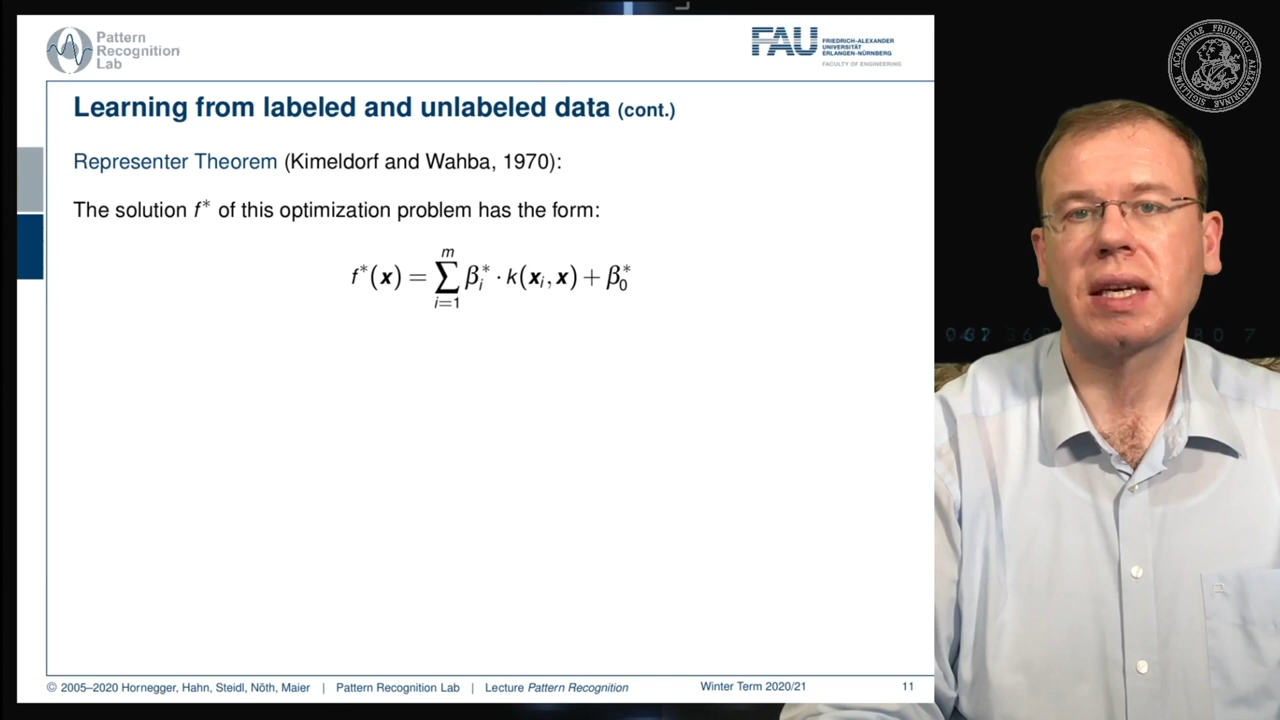 Pattern
Recognition
Lab
FAU
FRIEDRICH-ALEXANDER
UNIVERSITÄT
ERLANGEN-NÜRNBERG
FACULTY OF ENGINEERING
Learning from labeled and unlabeled data (cont.)
Representer Theorem (Kimeldorf and Wahba, 1970):
The solution f* of this optimization problem has the form:
f*(x) = ∑_{i=1}^{m} β_i^* · k(x_i, x) + β_0^*
© 2005–2020 Hornegger, Hahn, Steidl, Nöth, Maier | Pattern Recognition Lab | Lecture Pattern Recognition Winter Term 2020/21 11